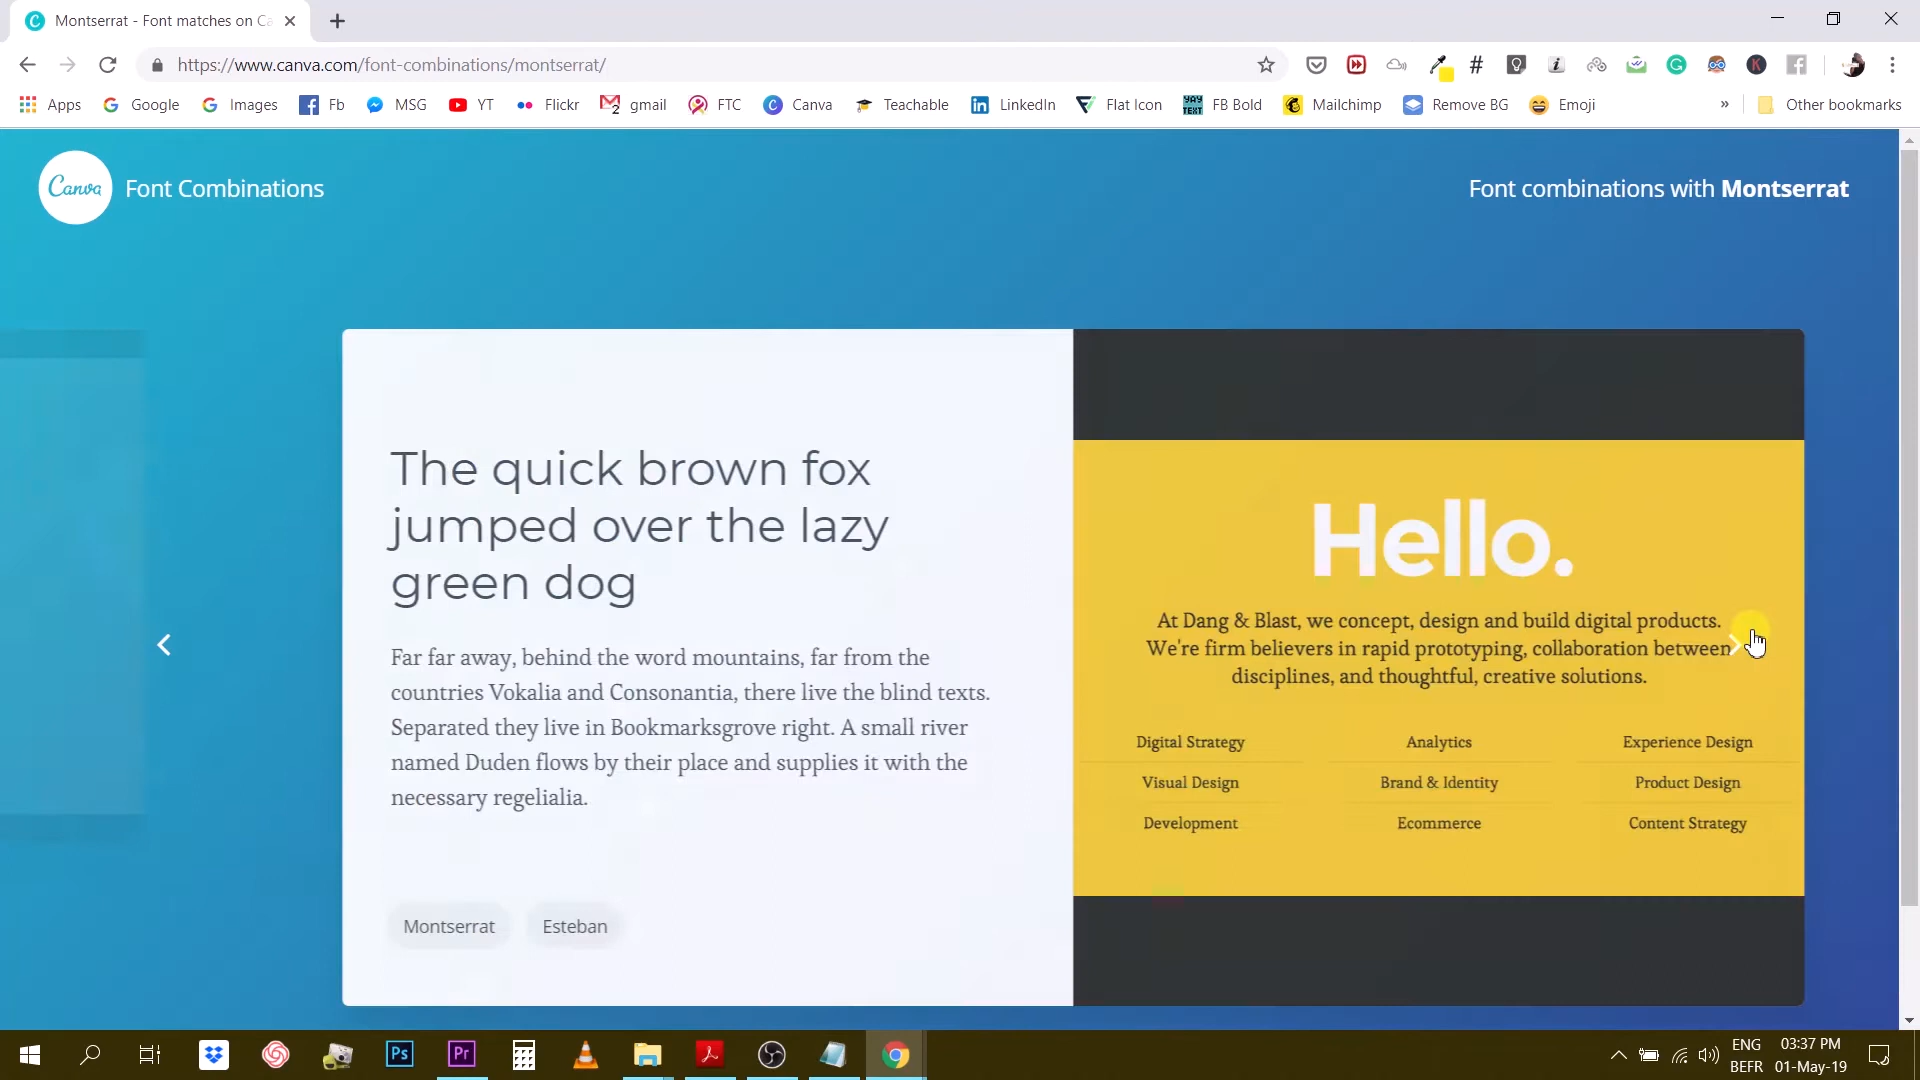 Montserrat - Font matches on Ca
https://www.canva.com/font-combinations/montserrat/
Apps Google Images Fb MSG YT Flickr gmail FTC Canva Teachable LinkedIn Flat Icon FB Bold Mailchimp Remove BG Emoji » Other bookmarks
Canva Font Combinations
Font combinations with Montserrat
The quick brown fox
jumped over the lazy
green dog
Far far away, behind the word mountains, far from the
countries Vokalia and Consonantia, there live the blind texts.
Separated they live in Bookmarksgrove right. A small river
named Duden flows by their place and supplies it with the
necessary regelialia.
Montserrat Esteban
Hello.
At Dang & Blast, we concept, design and build digital products.
We're firm believers in rapid prototyping, collaboration between
disciplines, and thoughtful, creative solutions.
Digital Strategy Analytics Experience Design
Visual Design Brand & Identity Product Design
Development Ecommerce Content Strategy
Ps Pr
ENG 03:37 PM
BEFR 01-May-19